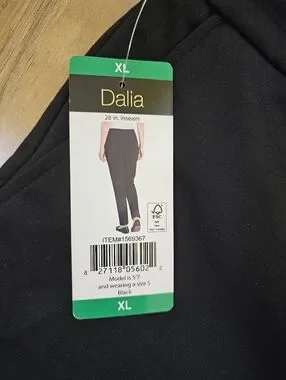 XL
Dalia
28 in. inseam
FSC
ITEM#1569367
8 27118 05602 2
Model is 5'7
and wearing a size S
Black
XL